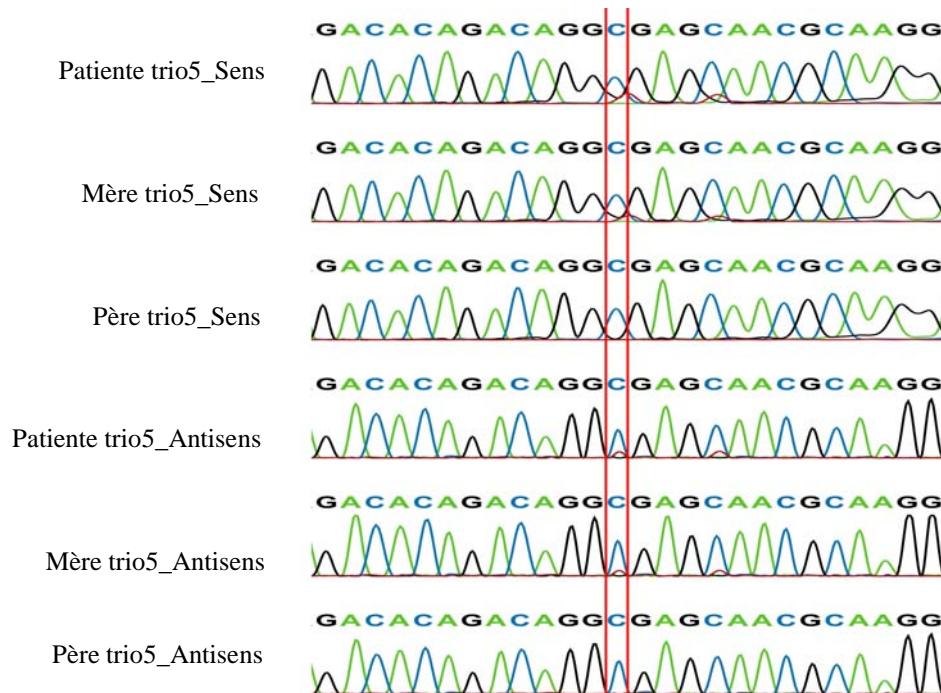 GACACAGACAGGCGAGCAACGCAAGG
Patiente trio5_Sens
GACACAGACAGGCGAGCAACGCAAGG
Mère trio5_Sens
GACACAGACAGGCGAGCAACGCAAGG
Père trio5_Sens
GACACAGACAGGCGAGCAACGCAAGG
Patiente trio5_Antisens
GACACAGACAGGCGAGCAACGCAAGG
Mère trio5_Antisens
GACACAGACAGGCGAGCAACGCAAGG
Père trio5_Antisens